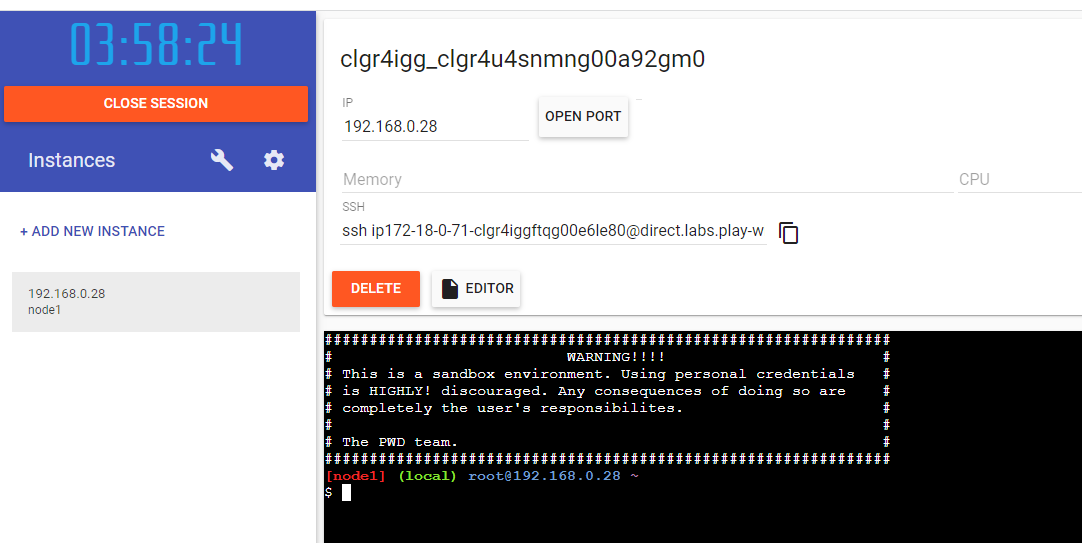 03:58:24
CLOSE SESSION
Instances
+ ADD NEW INSTANCE
192.168.0.28
node1
clgr4igg_clgr4u4snmng00a92gm0
IP
192.168.0.28
OPEN PORT
Memory
CPU
SSH
ssh ip172-18-0-71-clgr4iggftqg00e6le80@direct.labs.play-w
DELETE
EDITOR
###############################################################
# WARNING!!!! #
# This is a sandbox environment. Using personal credentials #
# is HIGHLY! discouraged. Any consequences of doing so are #
# completely the user's responsibilites. #
# #
# The PWD team. #
###############################################################
[node1] (local) root@192.168.0.28 ~
$